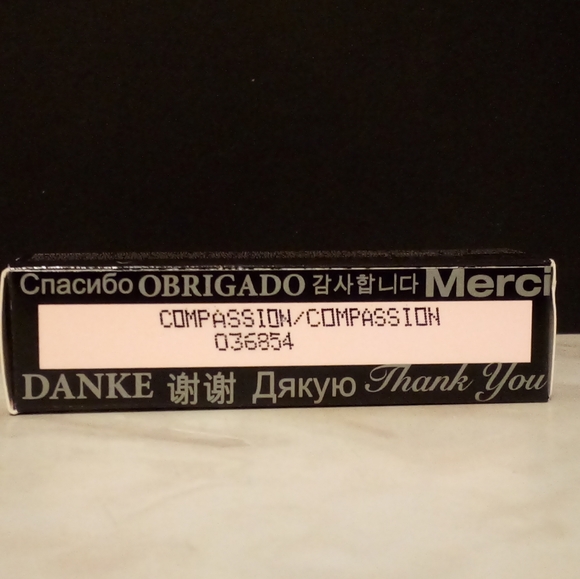 Спасибо OBRIGADO 감사합니다 Merci
COMPASSION/COMPASSION
036854
DANKE 谢谢 Дякую Thank You